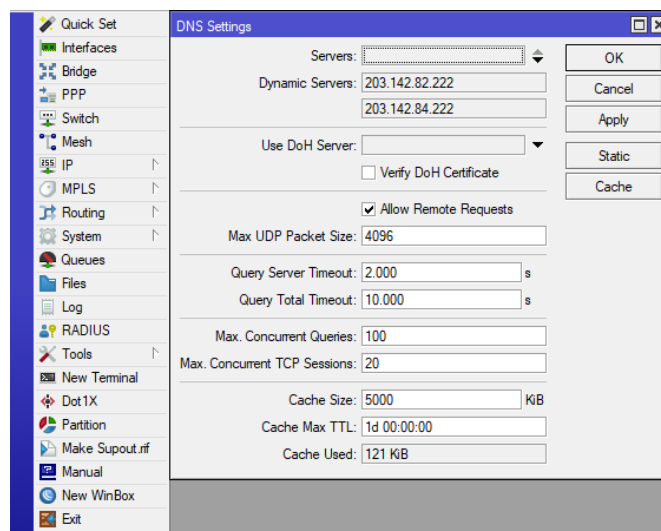 Quick Set
Interfaces
Bridge
PPP
Switch
Mesh
255 IP
MPLS
Routing
System
Queues
Files
Log
RADIUS
Tools
New Terminal
Dot1X
Partition
Make Supout.rif
Manual
New WinBox
Exit
DNS Settings
Servers:
Dynamic Servers: 203.142.82.222
203.142.84.222
Use DoH Server:
Verify DoH Certificate
Allow Remote Requests
Max UDP Packet Size: 4096
Query Server Timeout: 2.000 s
Query Total Timeout: 10.000 s
Max. Concurrent Queries: 100
Max. Concurrent TCP Sessions: 20
Cache Size: 5000 KiB
Cache Max TTL: 1d 00:00:00
Cache Used: 121 KiB
OK
Cancel
Apply
Static
Cache